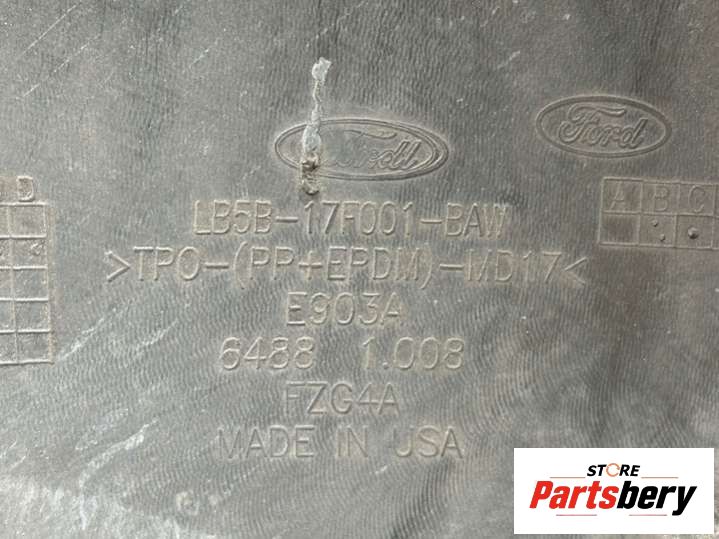 Ford
Ford
D
A B C
LB5B-17F001-BAW
>TPO-(PP+EPDM)-MD17<
E903A
6488 1.008
FZG4A
MADE IN USA
STORE
Partsbery